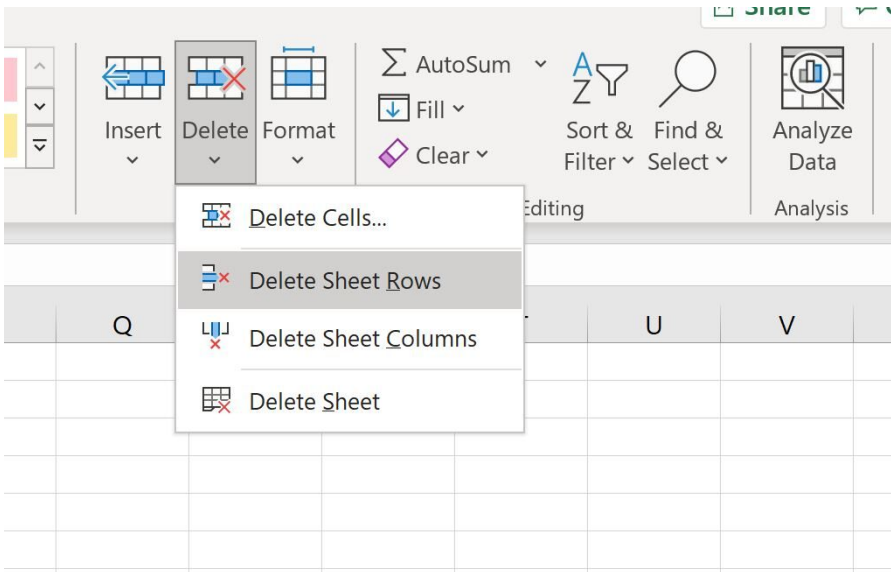 Share
Insert
Delete
Format
AutoSum
Fill
Clear
Sort &
Filter
Find &
Select
Analyze
Data
Editing
Analysis
Delete Cells...
Delete Sheet Rows
Delete Sheet Columns
Delete Sheet
Q
U
V